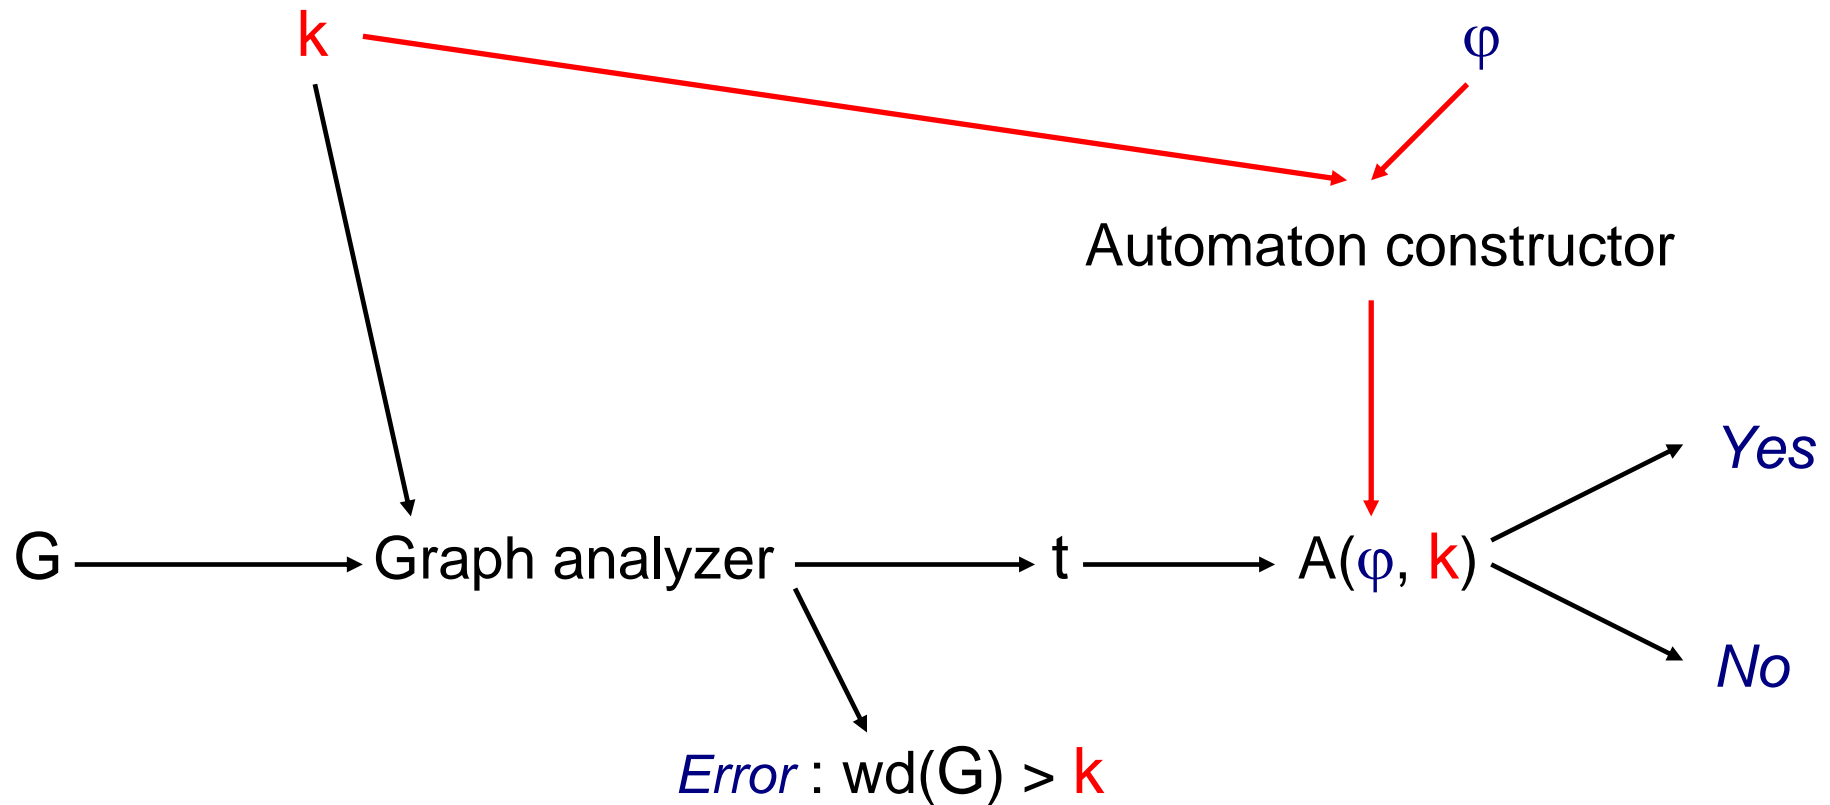 k
φ
Automaton constructor
Yes
G
Graph analyzer
t
A(φ, k)
No
Error : wd(G) > k